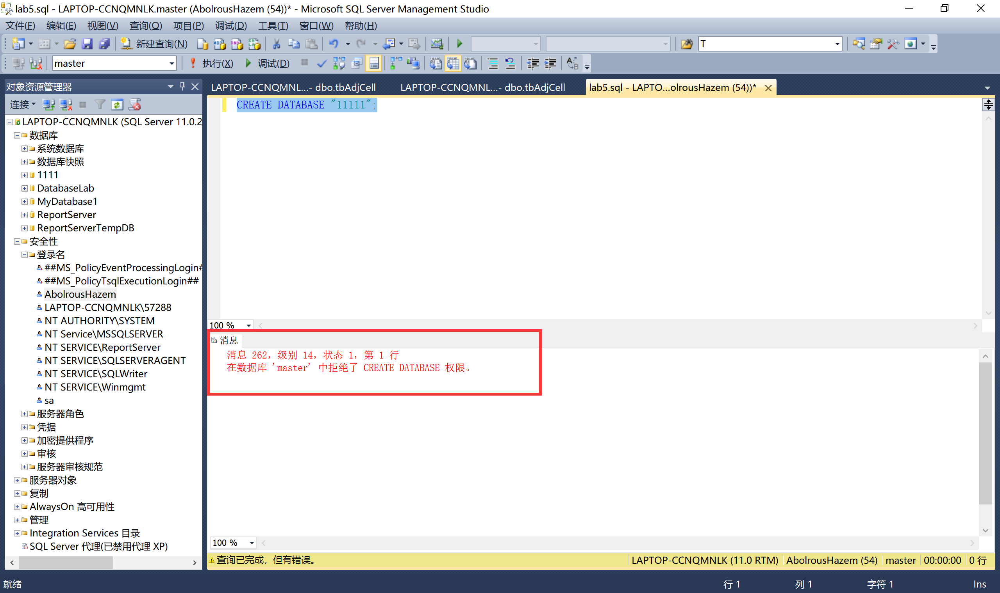 lab5.sql - LAPTOP-CCNQMNLK.master (AbolrousHazem (54))* - Microsoft SQL Server Management Studio
文件(F) 编辑(E) 视图(V) 查询(Q) 项目(P) 调试(D) 工具(T) 窗口(W) 帮助(H)
新建查询(N) T
master 执行(X) 调试(D)
对象资源管理器
连接
LAPTOP-CCNQMNLK (SQL Server 11.0.2
数据库
系统数据库
数据库快照
1111
DatabaseLab
MyDatabase1
ReportServer
ReportServerTempDB
安全性
登录名
##MS_PolicyEventProcessingLogin#
##MS_PolicyTsqlExecutionLogin##
AbolrousHazem
LAPTOP-CCNQMNLK\57288
NT AUTHORITY\SYSTEM
NT Service\MSSQLSERVER
NT SERVICE\ReportServer
NT SERVICE\SQLSERVERAGENT
NT SERVICE\SQLWriter
NT SERVICE\Winmgmt
sa
服务器角色
凭据
加密提供程序
审核
服务器审核规范
服务器对象
复制
AlwaysOn 高可用性
管理
Integration Services 目录
SQL Server 代理(已禁用代理 XP)
LAPTOP-CCNQMNL...- dbo.tbAdjCell LAPTOP-CCNQMNL...- dbo.tbAdjCell lab5.sql - LAPTO...olrousHazem (54))*
CREATE DATABASE "11111";
100 %
消息
消息 262，级别 14，状态 1，第 1 行
在数据库 'master' 中拒绝了 CREATE DATABASE 权限。
100 %
查询已完成，但有错误。 LAPTOP-CCNQMNLK (11.0 RTM) AbolrousHazem (54) master 00:00:00 0 行
就绪 行 1 列 1 字符 1 Ins